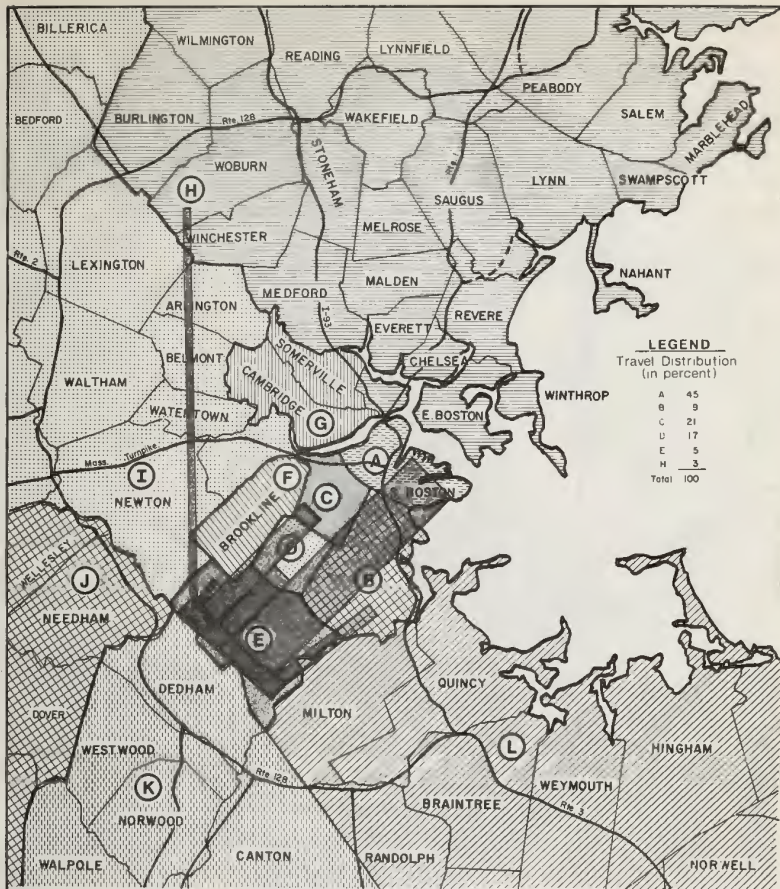 BILLERICA
WILMINGTON
READING
LYNNFIELD
PEABODY
SALEM
MARBLEHEAD
BEDFORD
BURLINGTON
Rte. 128
WAKEFIELD
STONEHAM
WOBURN
H
SAUGUS
Rte. 1
LYNN
SWAMPSCOTT
WINCHESTER
MELROSE
LEXINGTON
Rte. 2
MALDEN
NAHANT
ARLINGTON
MEDFORD
I-93
REVERE
EVERETT
BELMONT
SOMERVILLE
CHELSEA
WALTHAM
CAMBRIDGE
WINTHROP
WATERTOWN
G
E. BOSTON
LEGEND
Travel Distribution
(in percent)
A 45
B 9
C 21
D 17
E 5
H 3
Total 100
Mass. Turnpike
A
I
NEWTON
F
C
S. BOSTON
BROOKLINE
WELLESLEY
D
J
B
NEEDHAM
E
DEDHAM
QUINCY
MILTON
DOVER
WESTWOOD
L
HINGHAM
Rte. 128
K
WEYMOUTH
NORWOOD
BRAINTREE
Rte. 3
WALPOLE
CANTON
RANDOLPH
NORWELL